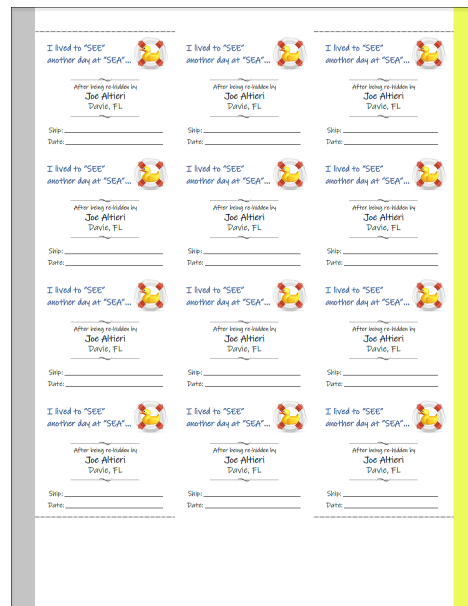 I lived to "SEE" I lived to "SEE" I lived to "SEE"
another day at "SEA"... another day at "SEA"... another day at "SEA"...
After being re-hidden by After being re-hidden by After being re-hidden by
Joe Altieri Joe Altieri Joe Altieri
Davie, FL Davie, FL Davie, FL
Ship: Ship: Ship:
Date: Date: Date:
I lived to "SEE" I lived to "SEE" I lived to "SEE"
another day at "SEA"... another day at "SEA"... another day at "SEA"...
After being re-hidden by After being re-hidden by After being re-hidden by
Joe Altieri Joe Altieri Joe Altieri
Davie, FL Davie, FL Davie, FL
Ship: Ship: Ship:
Date: Date: Date:
I lived to "SEE" I lived to "SEE" I lived to "SEE"
another day at "SEA"... another day at "SEA"... another day at "SEA"...
After being re-hidden by After being re-hidden by After being re-hidden by
Joe Altieri Joe Altieri Joe Altieri
Davie, FL Davie, FL Davie, FL
Ship: Ship: Ship:
Date: Date: Date:
I lived to "SEE" I lived to "SEE" I lived to "SEE"
another day at "SEA"... another day at "SEA"... another day at "SEA"...
After being re-hidden by After being re-hidden by After being re-hidden by
Joe Altieri Joe Altieri Joe Altieri
Davie, FL Davie, FL Davie, FL
Ship: Ship: Ship:
Date: Date: Date: